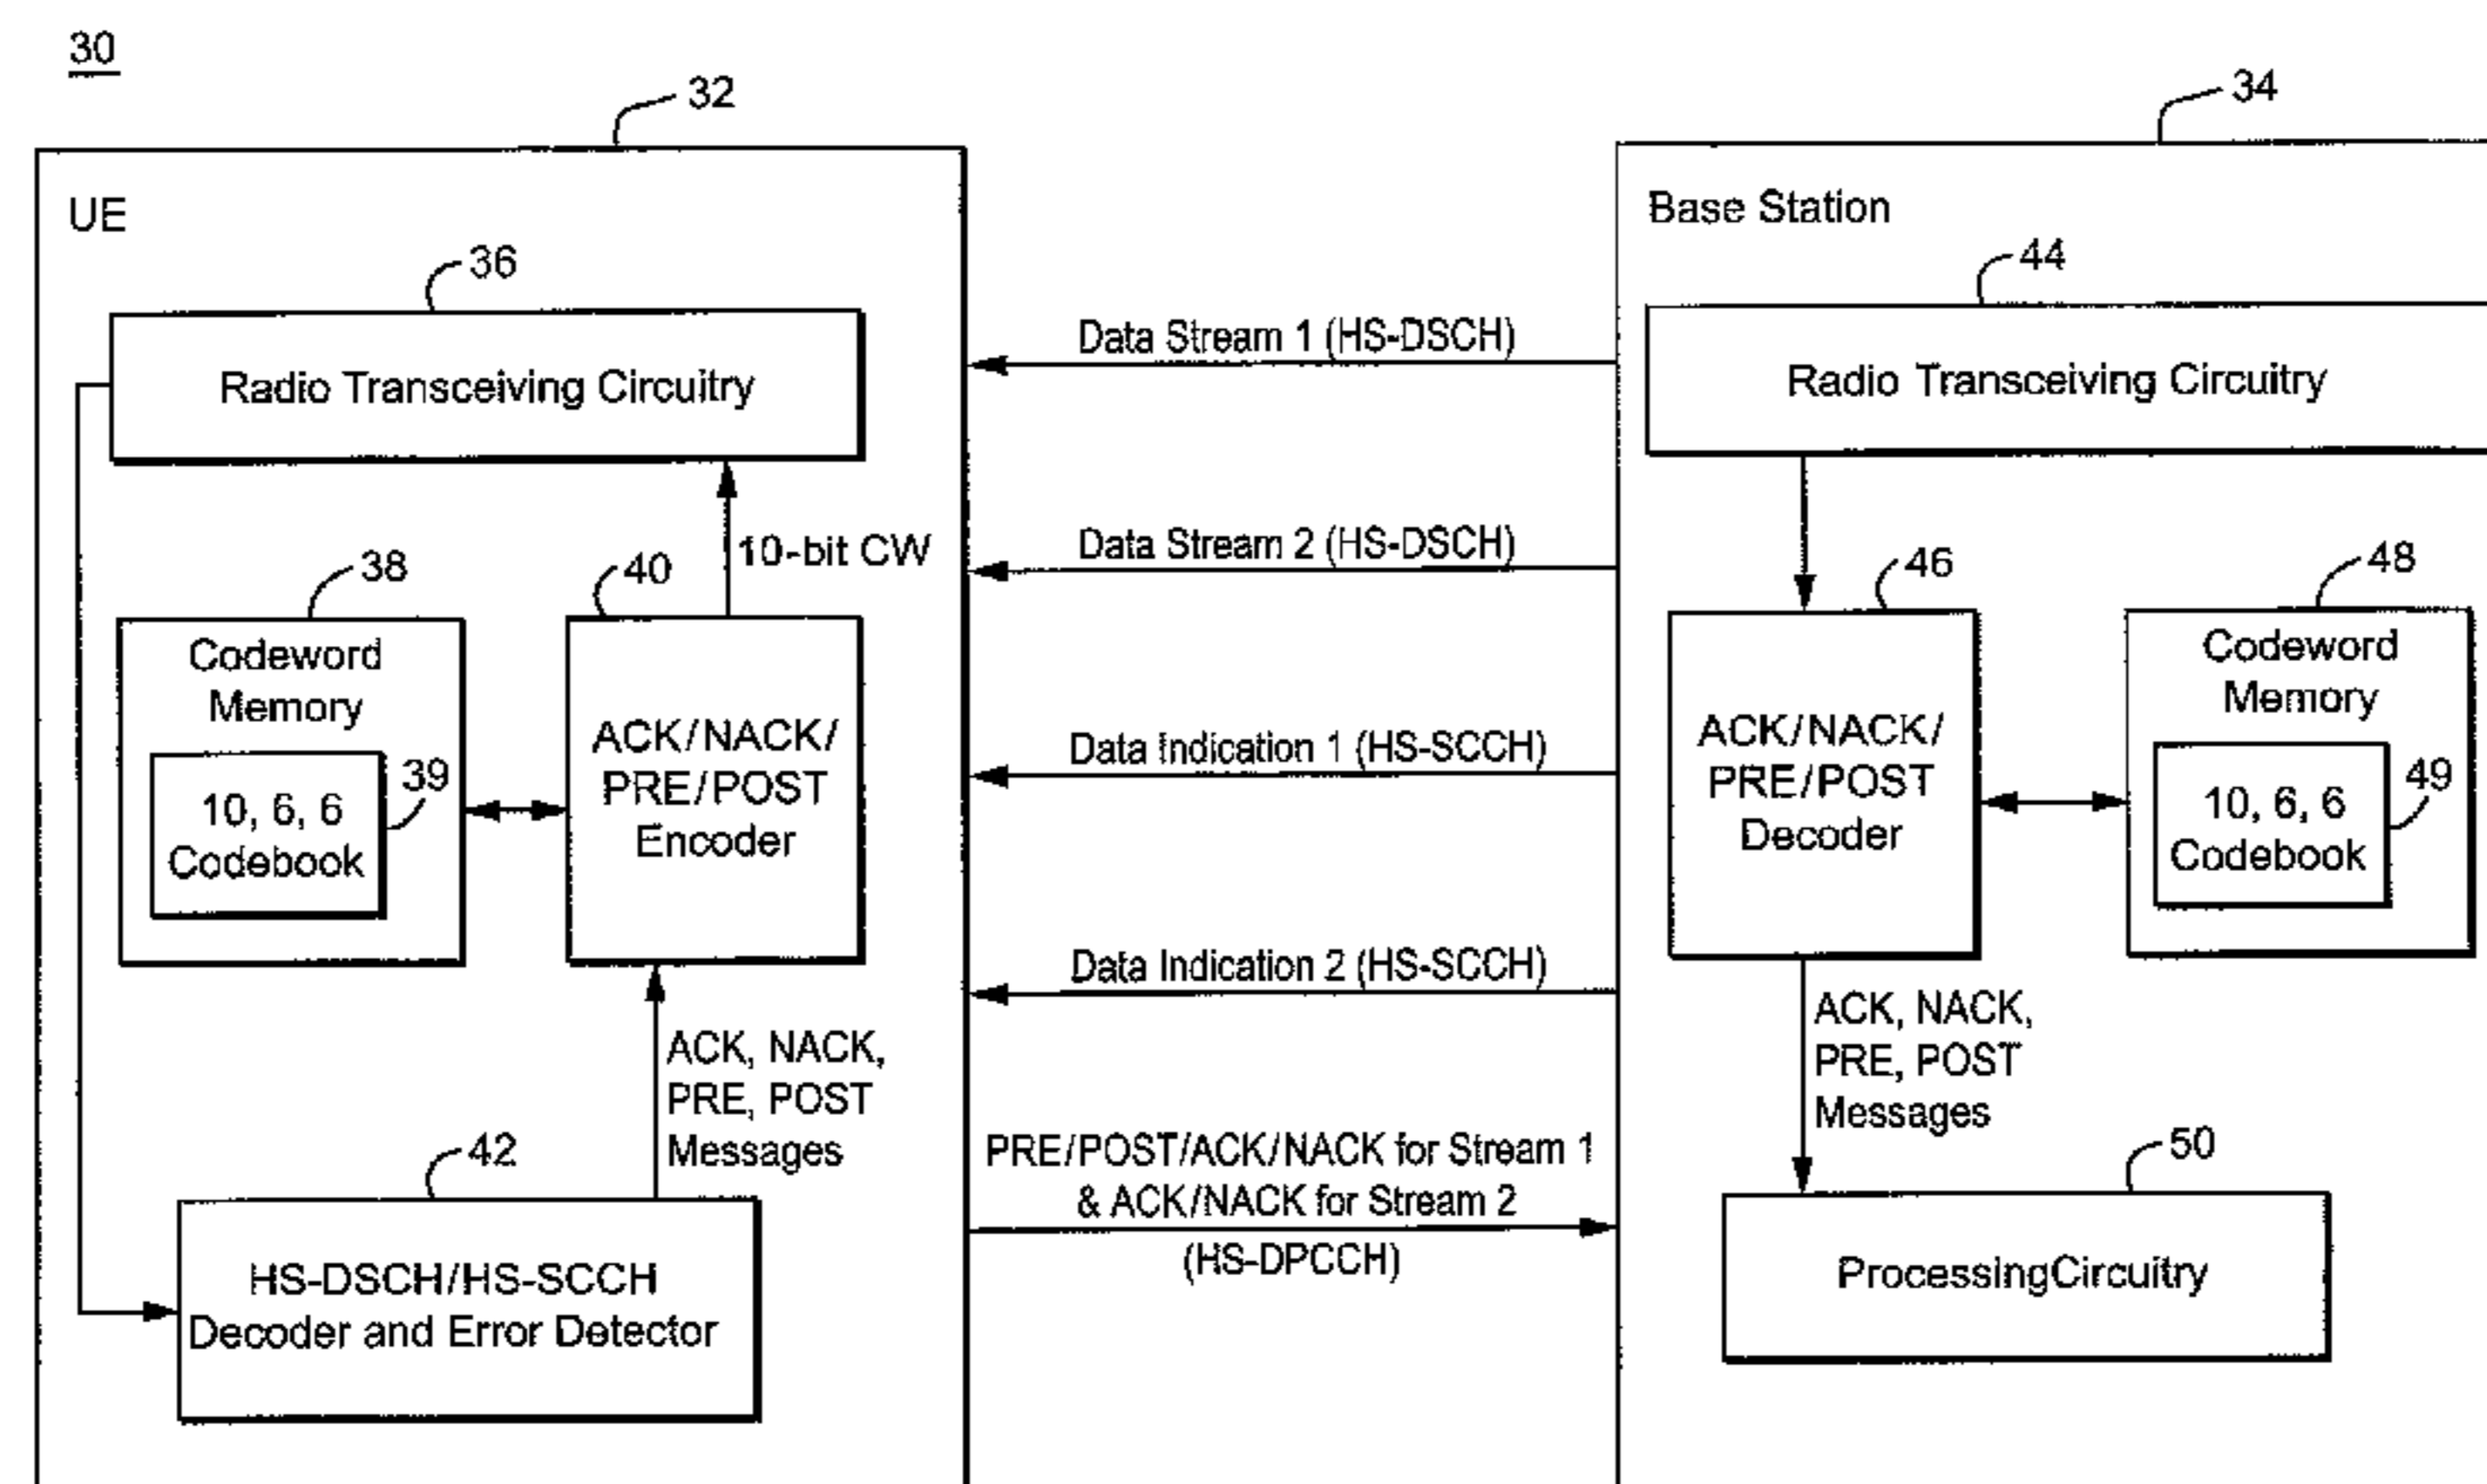 30
32
UE
36
Radio Transceiving Circuitry
10-bit CW
38
Codeword
Memory
39
10, 6, 6
Codebook
40
ACK/NACK/
PRE/POST
Encoder
ACK, NACK,
PRE, POST
Messages
42
HS-DSCH/HS-SCCH
Decoder and Error Detector
Data Stream 1 (HS-DSCH)
Data Stream 2 (HS-DSCH)
Data Indication 1 (HS-SCCH)
Data Indication 2 (HS-SCCH)
PRE/POST/ACK/NACK for Stream 1
& ACK/NACK for Stream 2
(HS-DPCCH)
34
Base Station
44
Radio Transceiving Circuitry
46
ACK/NACK/
PRE/POST
Decoder
48
Codeword
Memory
49
10, 6, 6
Codebook
ACK, NACK,
PRE, POST
Messages
50
ProcessingCircuitry